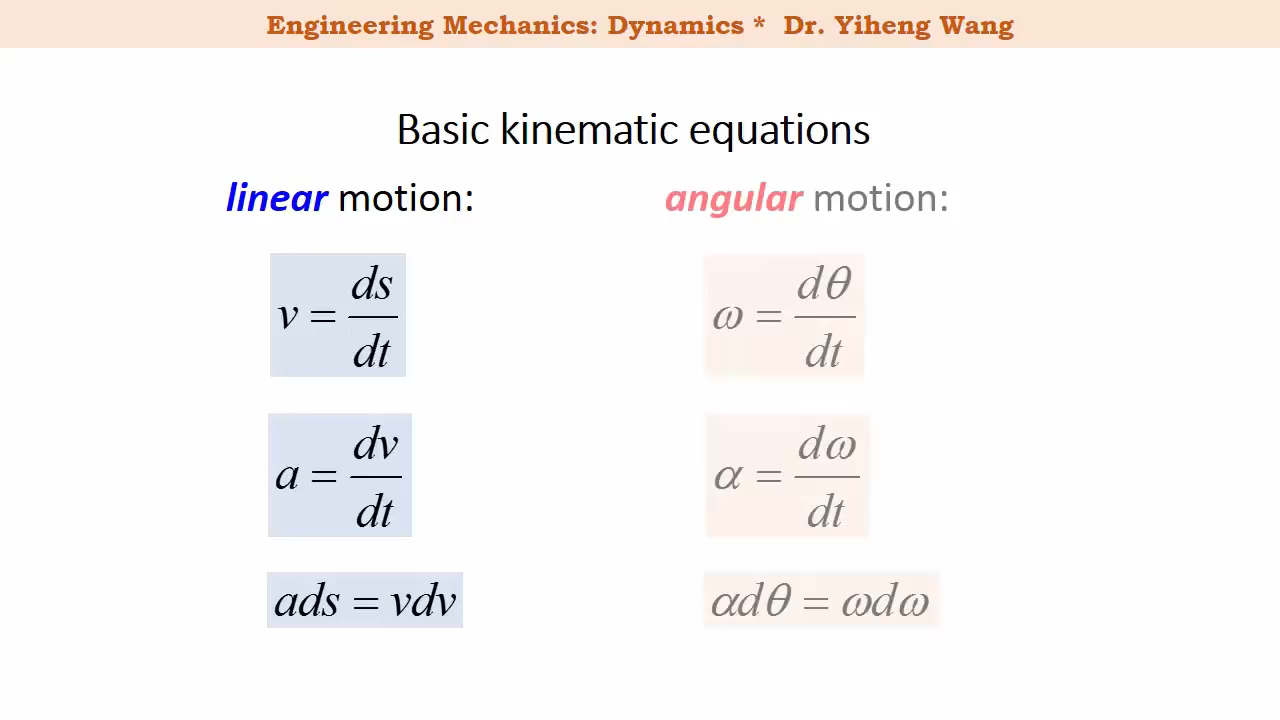 Engineering Mechanics: Dynamics * Dr. Yiheng Wang
Basic kinematic equations
linear motion:
v = ds/dt
a = dv/dt
ads = vdv
angular motion:
ω = dθ/dt
α = dω/dt
αdθ = ωdω